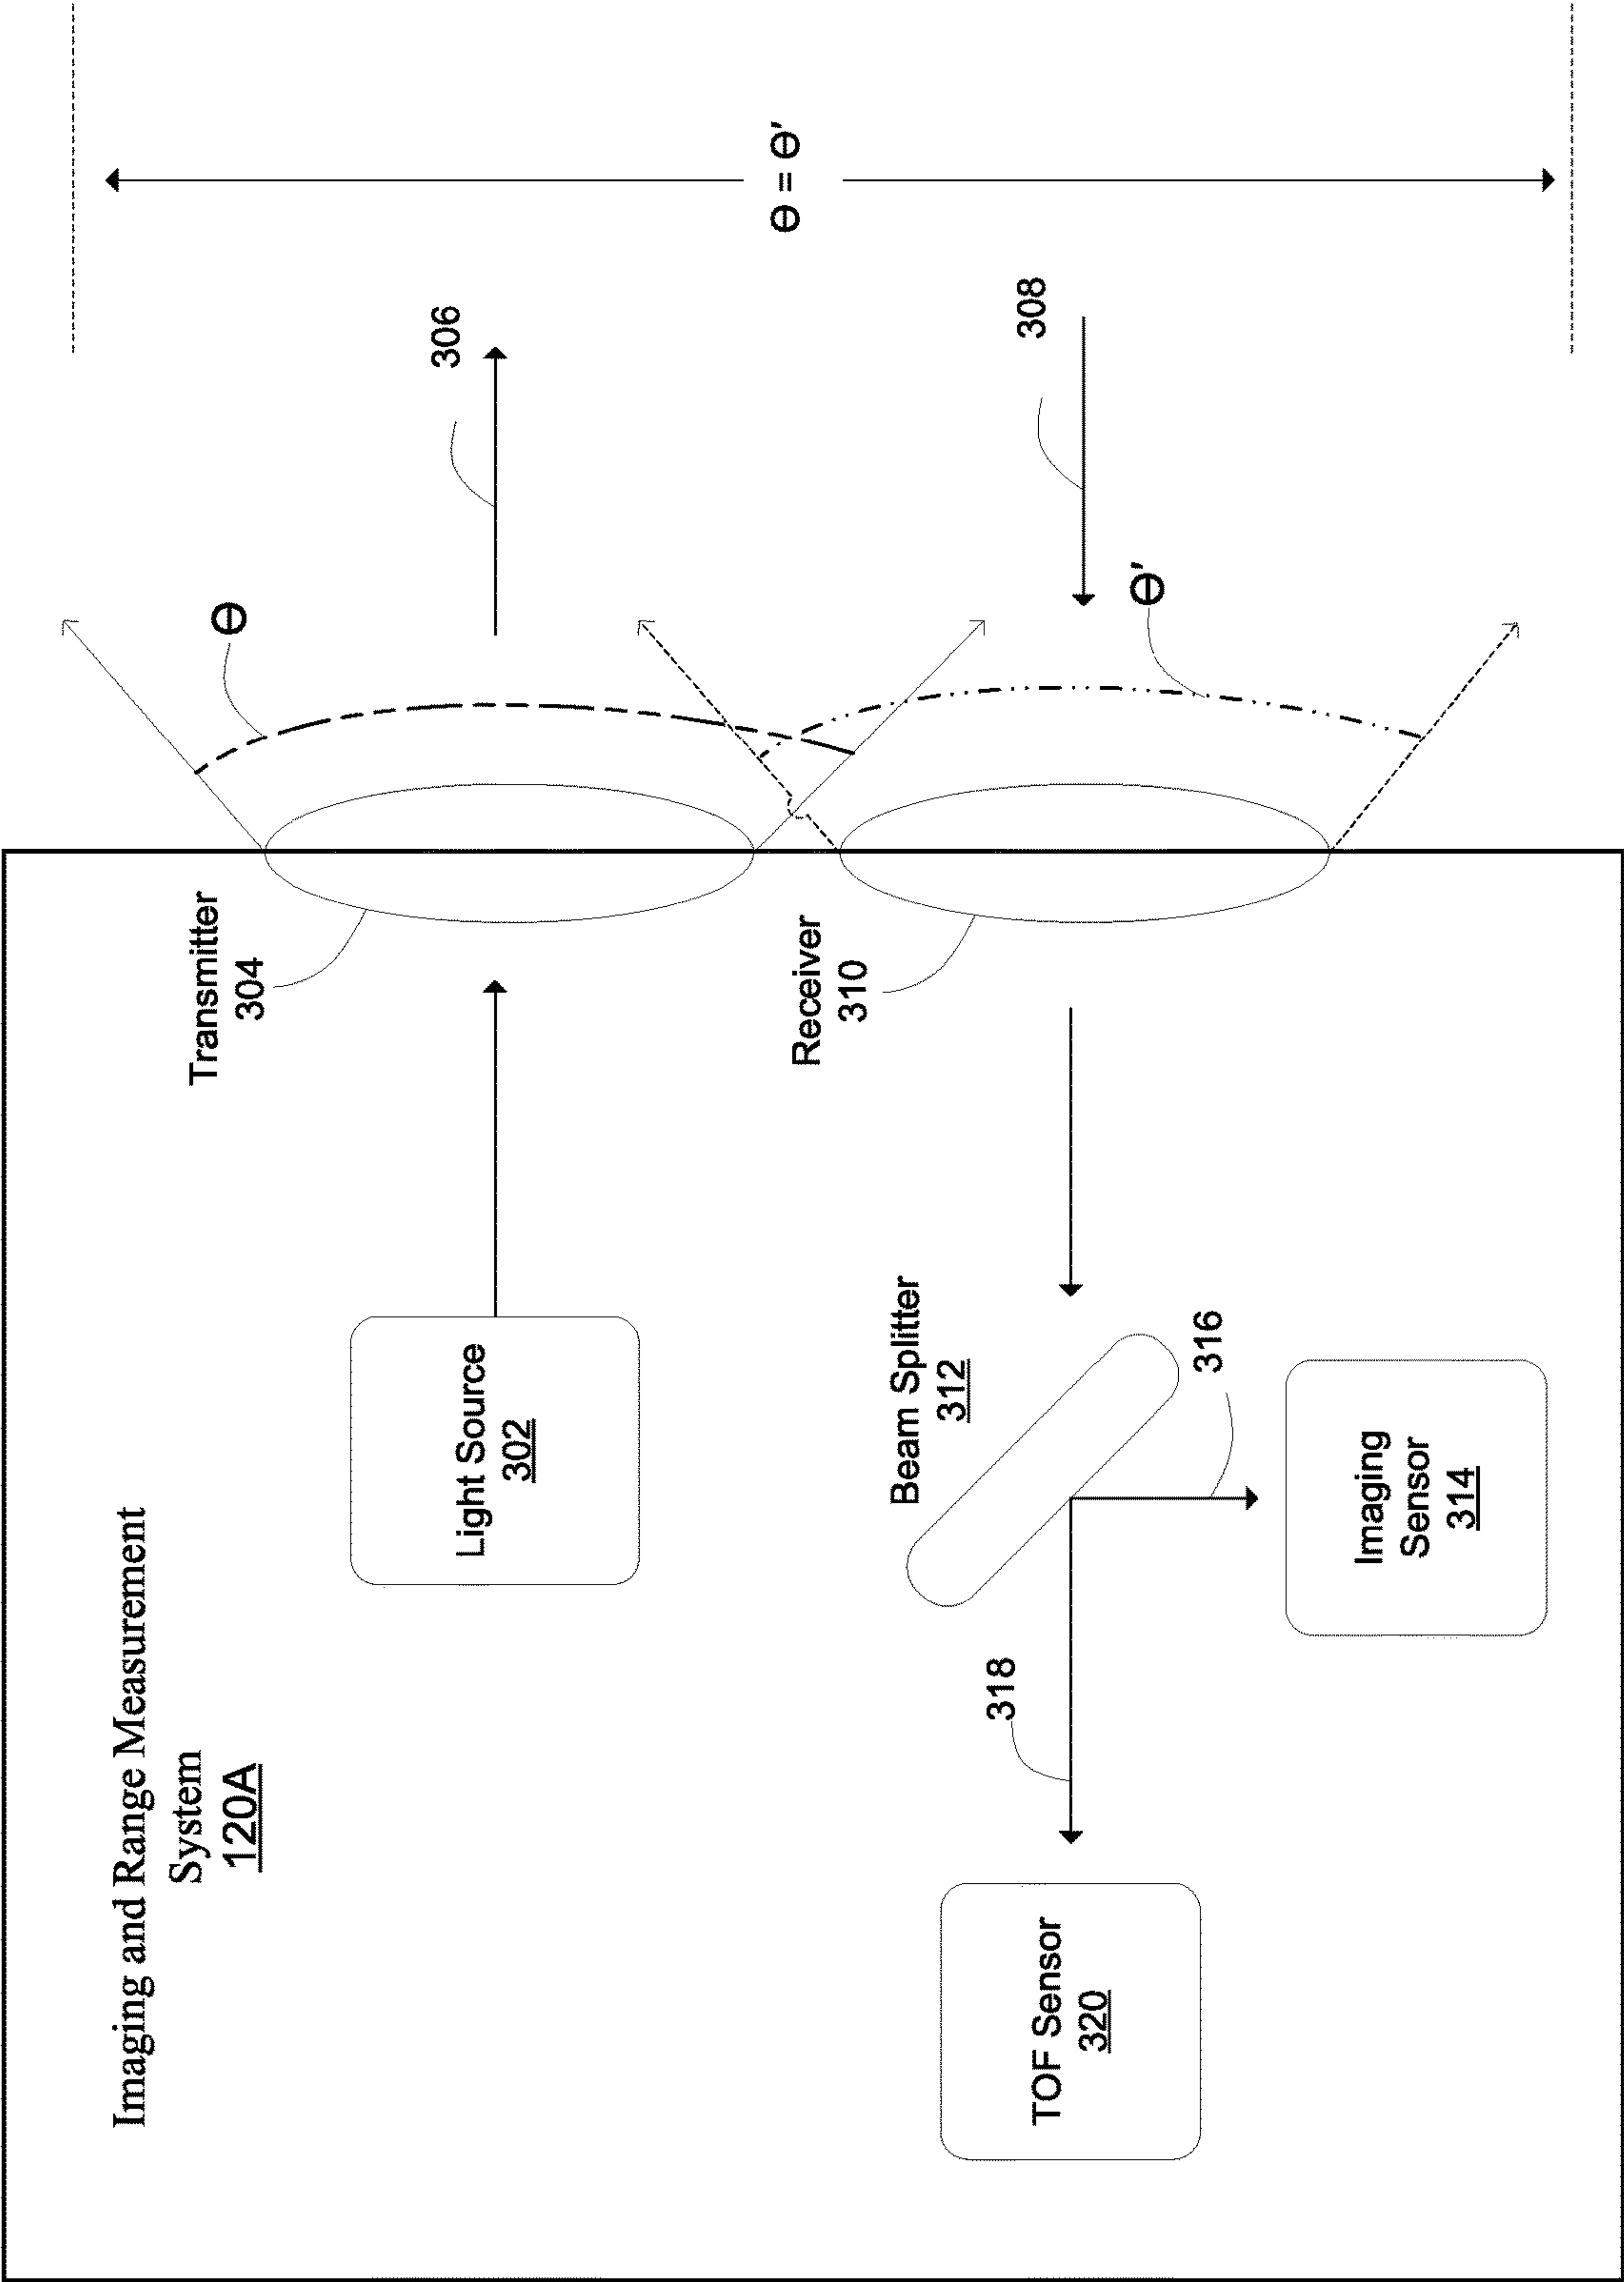 Imaging and Range Measurement
System
120A
Light Source
302
Transmitter
304
Θ
306
TOF Sensor
320
318
Beam Splitter
312
316
Imaging
Sensor
314
Receiver
310
Θ'
308
Θ = Θ'